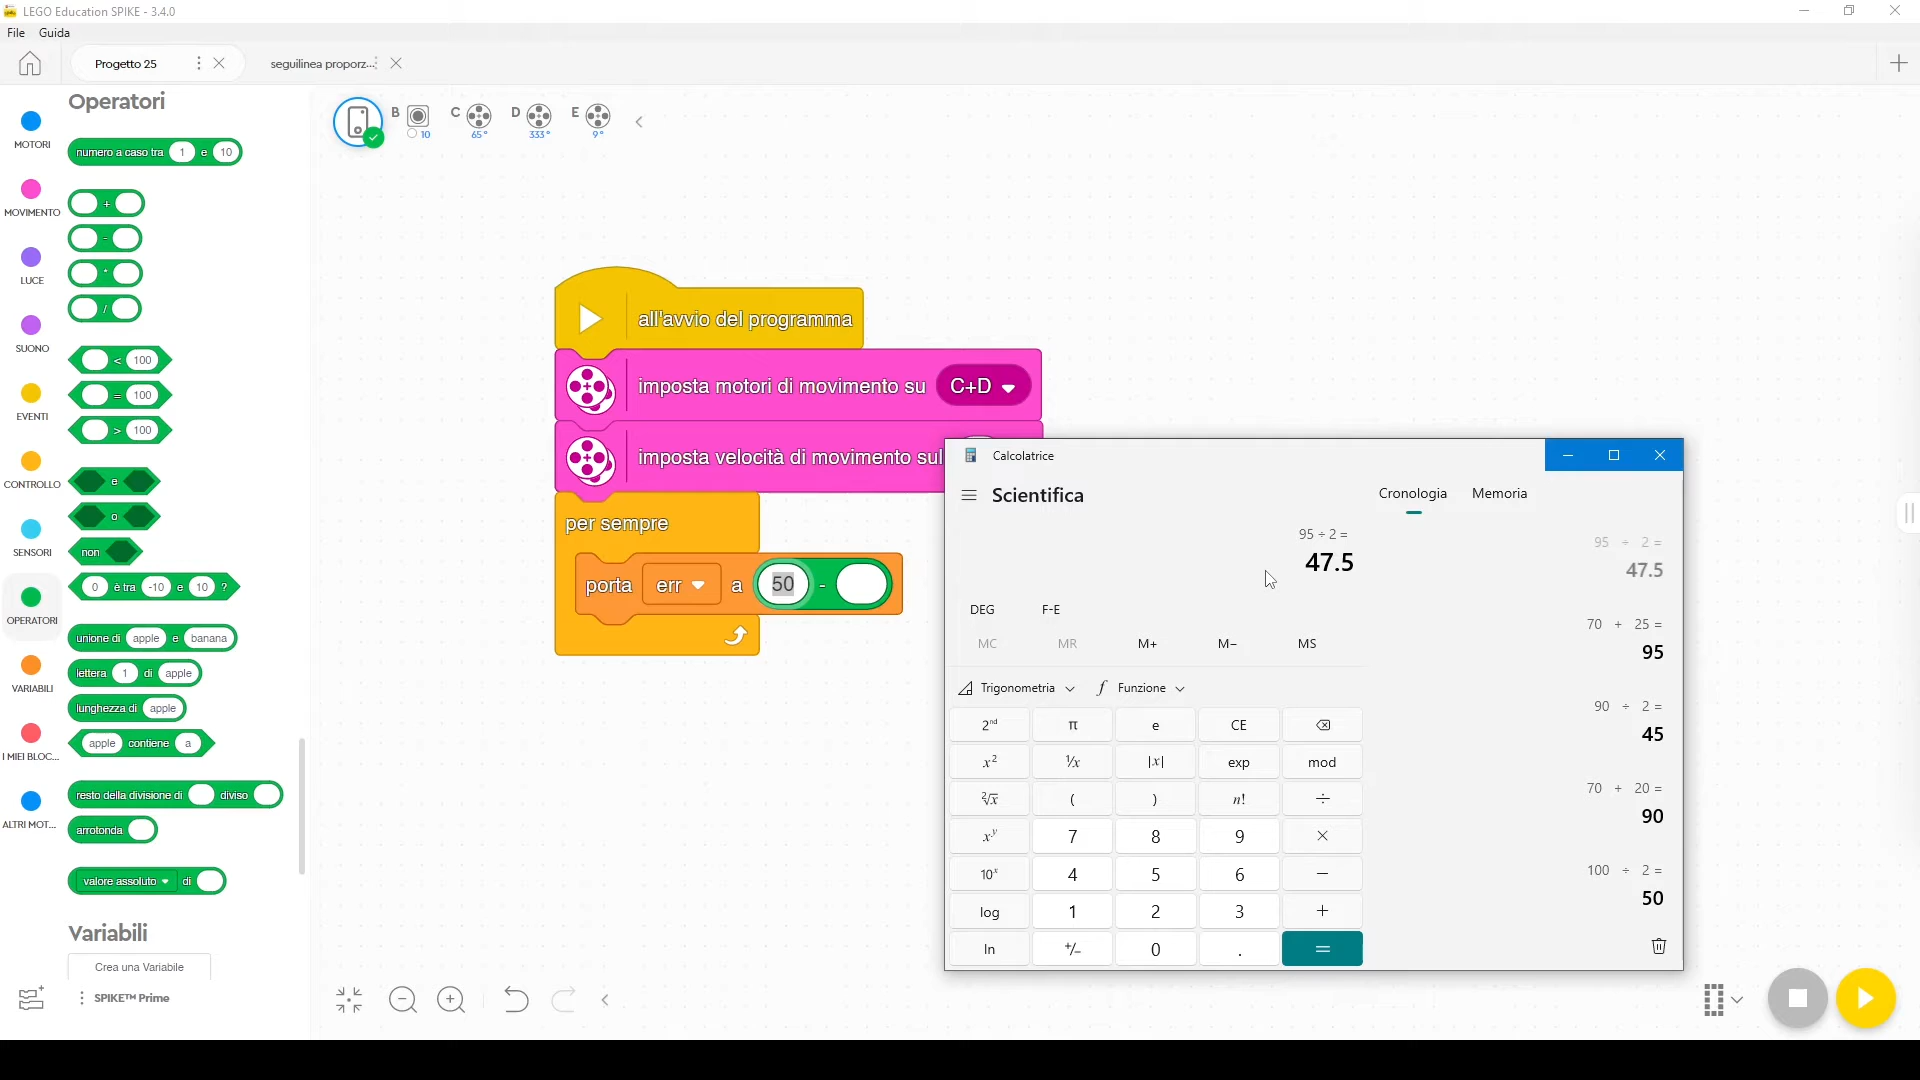 LEGO Education SPIKE - 3.4.0
File Guida
Progetto 25
seguilinea proporz...
Operatori
MOTORI
MOVIMENTO
LUCE
SUONO
EVENTI
CONTROLLO
SENSORI
OPERATORI
VARIABILI
I MIEI BLOC...
ALTRI MOT...
numero a caso tra 1 e 10
+
-
*
/
< 100
= 100
> 100
e
o
non
0 è tra -10 e 10 ?
unione di apple e banana
lettera 1 di apple
lunghezza di apple
apple contiene a
resto della divisione di diviso
arrotonda
valore assoluto di
Variabili
Crea una Variabile
SPIKE™ Prime
B 10
C 65°
D 333°
E 9°
all'avvio del programma
imposta motori di movimento su C+D
imposta velocità di movimento sul
per sempre
porta err a 50 -
Calcolatrice
Scientifica
Cronologia Memoria
95 ÷ 2 =
47.5
DEG F-E
MC MR M+ M− MS
Trigonometria f Funzione
2ⁿᵈ π e CE
x² ¹/x |x| exp mod
²√x ( ) n! ÷
xʸ 7 8 9 ×
10ˣ 4 5 6 −
log 1 2 3 +
ln +/− 0 . =
95 ÷ 2 =
47.5
70 + 25 =
95
90 ÷ 2 =
45
70 + 20 =
90
100 ÷ 2 =
50